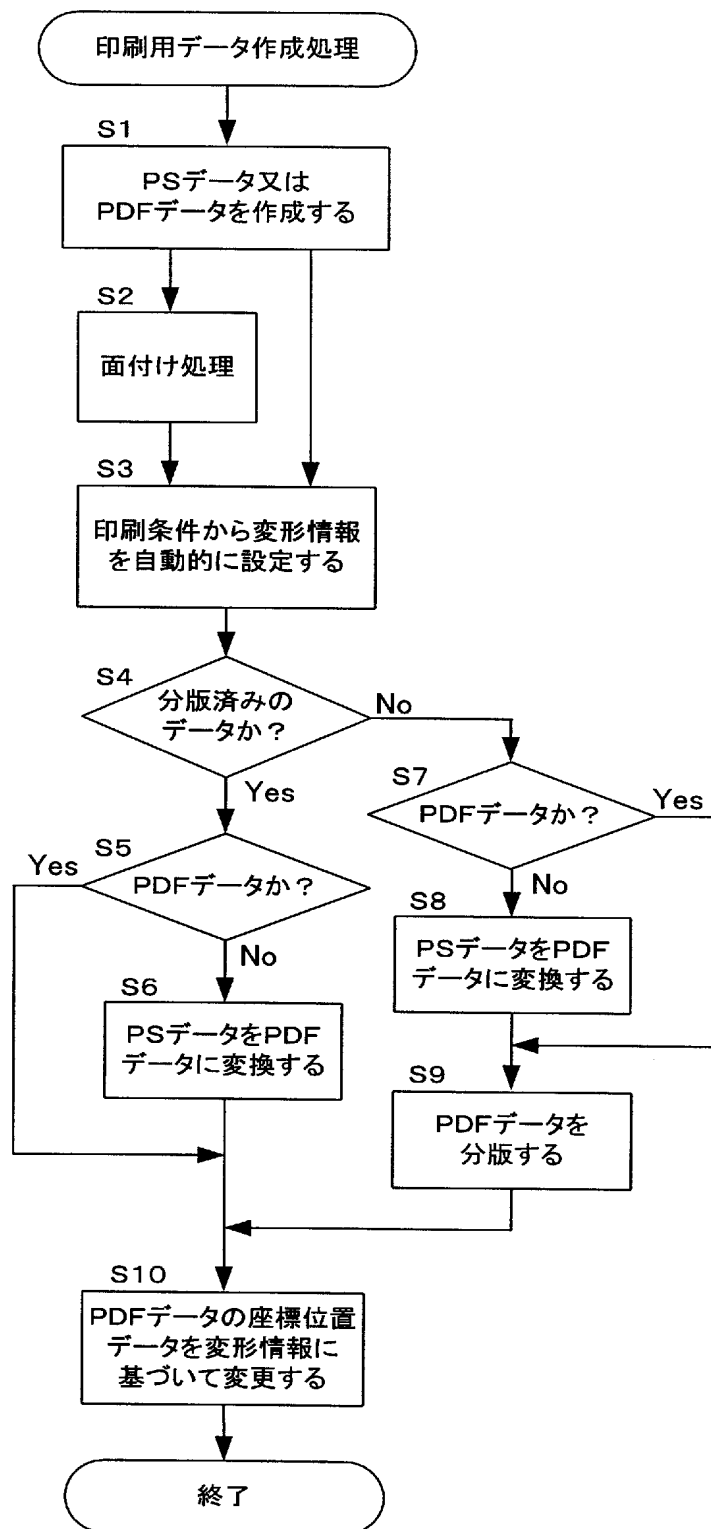 印刷用データ作成処理
S1
PSデータ又は
PDFデータを作成する
S2
面付け処理
S3
印刷条件から変形情報
を自動的に設定する
S4
分版済みの
データか？
No
Yes
S7
PDFデータか？
Yes
No
S5
Yes
PDFデータか？
No
S8
PSデータをPDF
データに変換する
S6
PSデータをPDF
データに変換する
S9
PDFデータを
分版する
S10
PDFデータの座標位置
データを変形情報に
基づいて変更する
終了